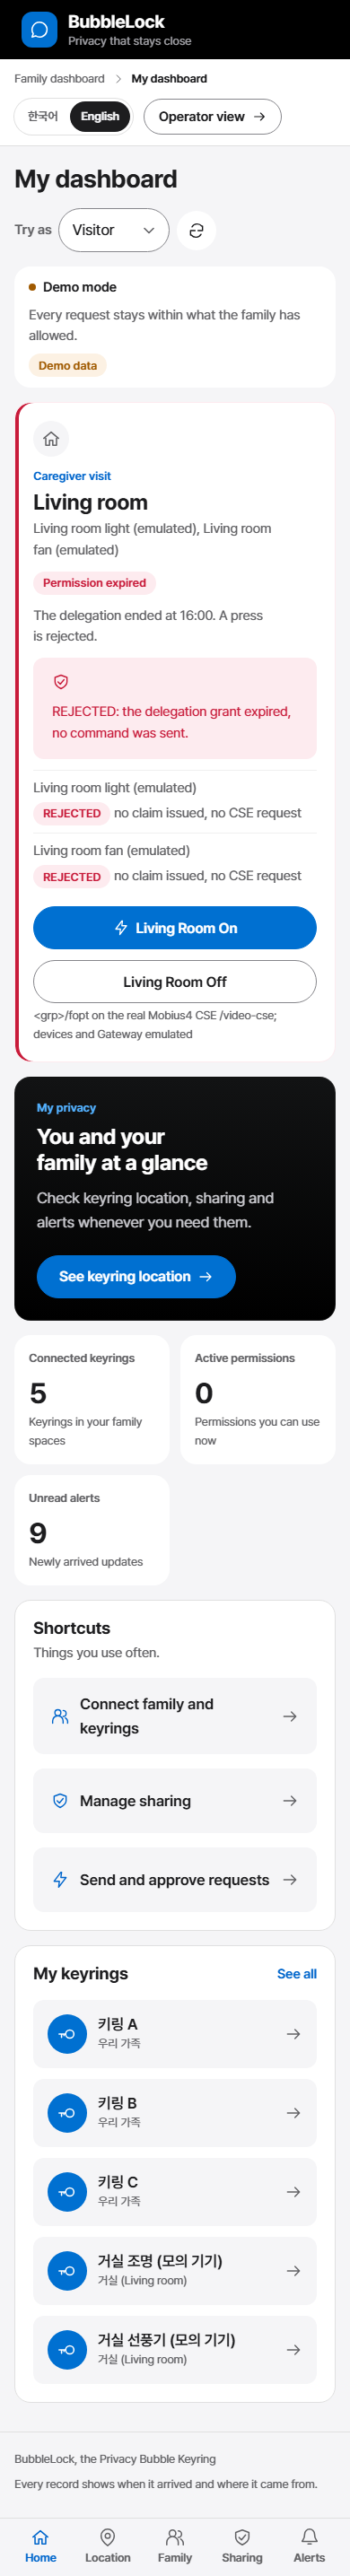 BubbleLock
Privacy that stays close
Family dashboard > My dashboard
한국어 English Operator view →
My dashboard
Try as Visitor
Demo mode
Every request stays within what the family has
allowed.
Demo data
Caregiver visit
Living room
Living room light (emulated), Living room
fan (emulated)
Permission expired
The delegation ended at 16:00. A press
is rejected.
REJECTED: the delegation grant expired,
no command was sent.
Living room light (emulated)
REJECTED no claim issued, no CSE request
Living room fan (emulated)
REJECTED no claim issued, no CSE request
Living Room On
Living Room Off
<grp>/fopt on the real Mobius4 CSE /video-cse;
devices and Gateway emulated
My privacy
You and your
family at a glance
Check keyring location, sharing and
alerts whenever you need them.
See keyring location →
Connected keyrings
5
Keyrings in your family
spaces
Active permissions
0
Permissions you can use
now
Unread alerts
9
Newly arrived updates
Shortcuts
Things you use often.
Connect family and
keyrings
Manage sharing
Send and approve requests
My keyrings See all
키링 A
우리 가족
키링 B
우리 가족
키링 C
우리 가족
거실 조명 (모의 기기)
거실 (Living room)
거실 선풍기 (모의 기기)
거실 (Living room)
BubbleLock, the Privacy Bubble Keyring
Every record shows when it arrived and where it came from.
Home Location Family Sharing Alerts